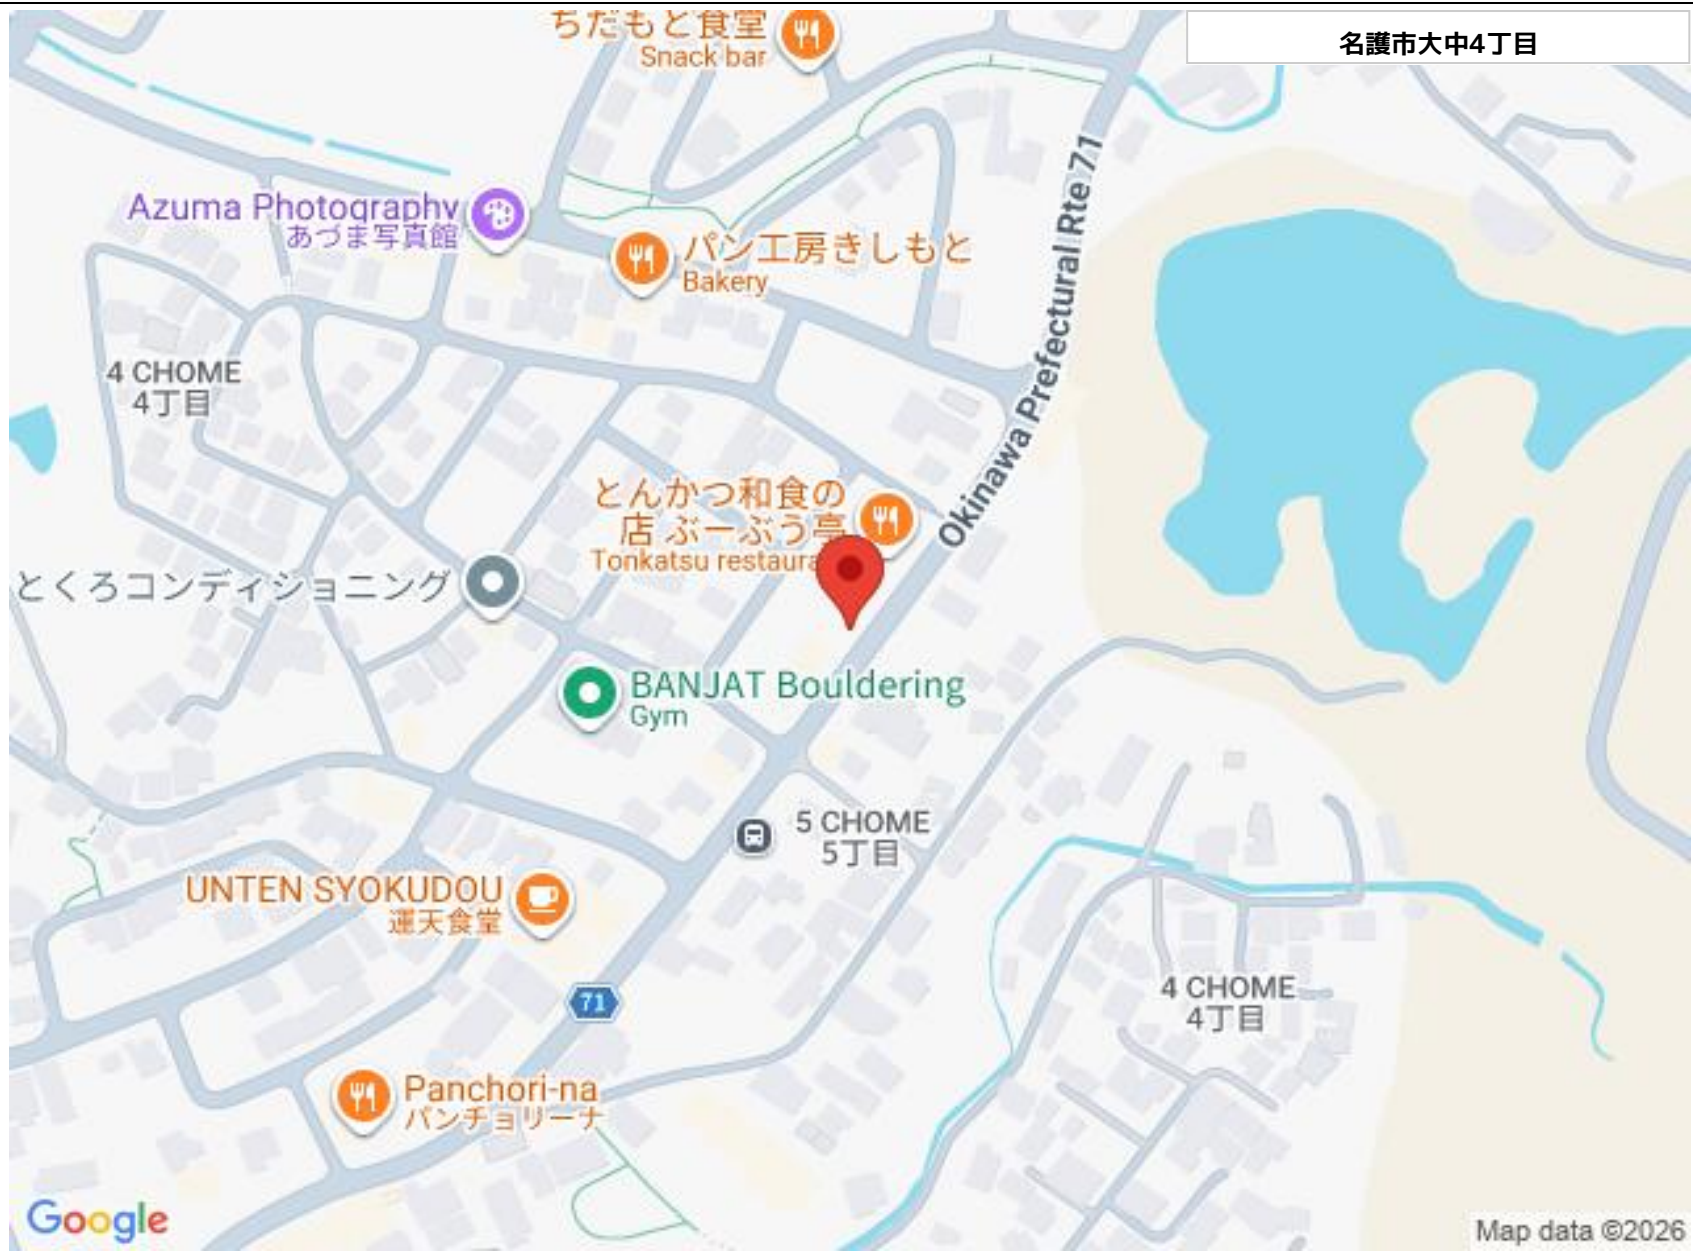 ちだもと食堂
Snack bar
名護市大中4丁目
Azuma Photography
あづま写真館
パン工房きしもと
Bakery
Okinawa Prefectural Rte 71
4 CHOME
4丁目
とんかつ和食の
店 ぶーぶう亭
Tonkatsu restaura
とくろコンディショニング
BANJAT Bouldering
Gym
5 CHOME
5丁目
UNTEN SYOKUDOU
運天食堂
71
4 CHOME
4丁目
Panchori-na
パンチョリーナ
Google
Map data ©2026